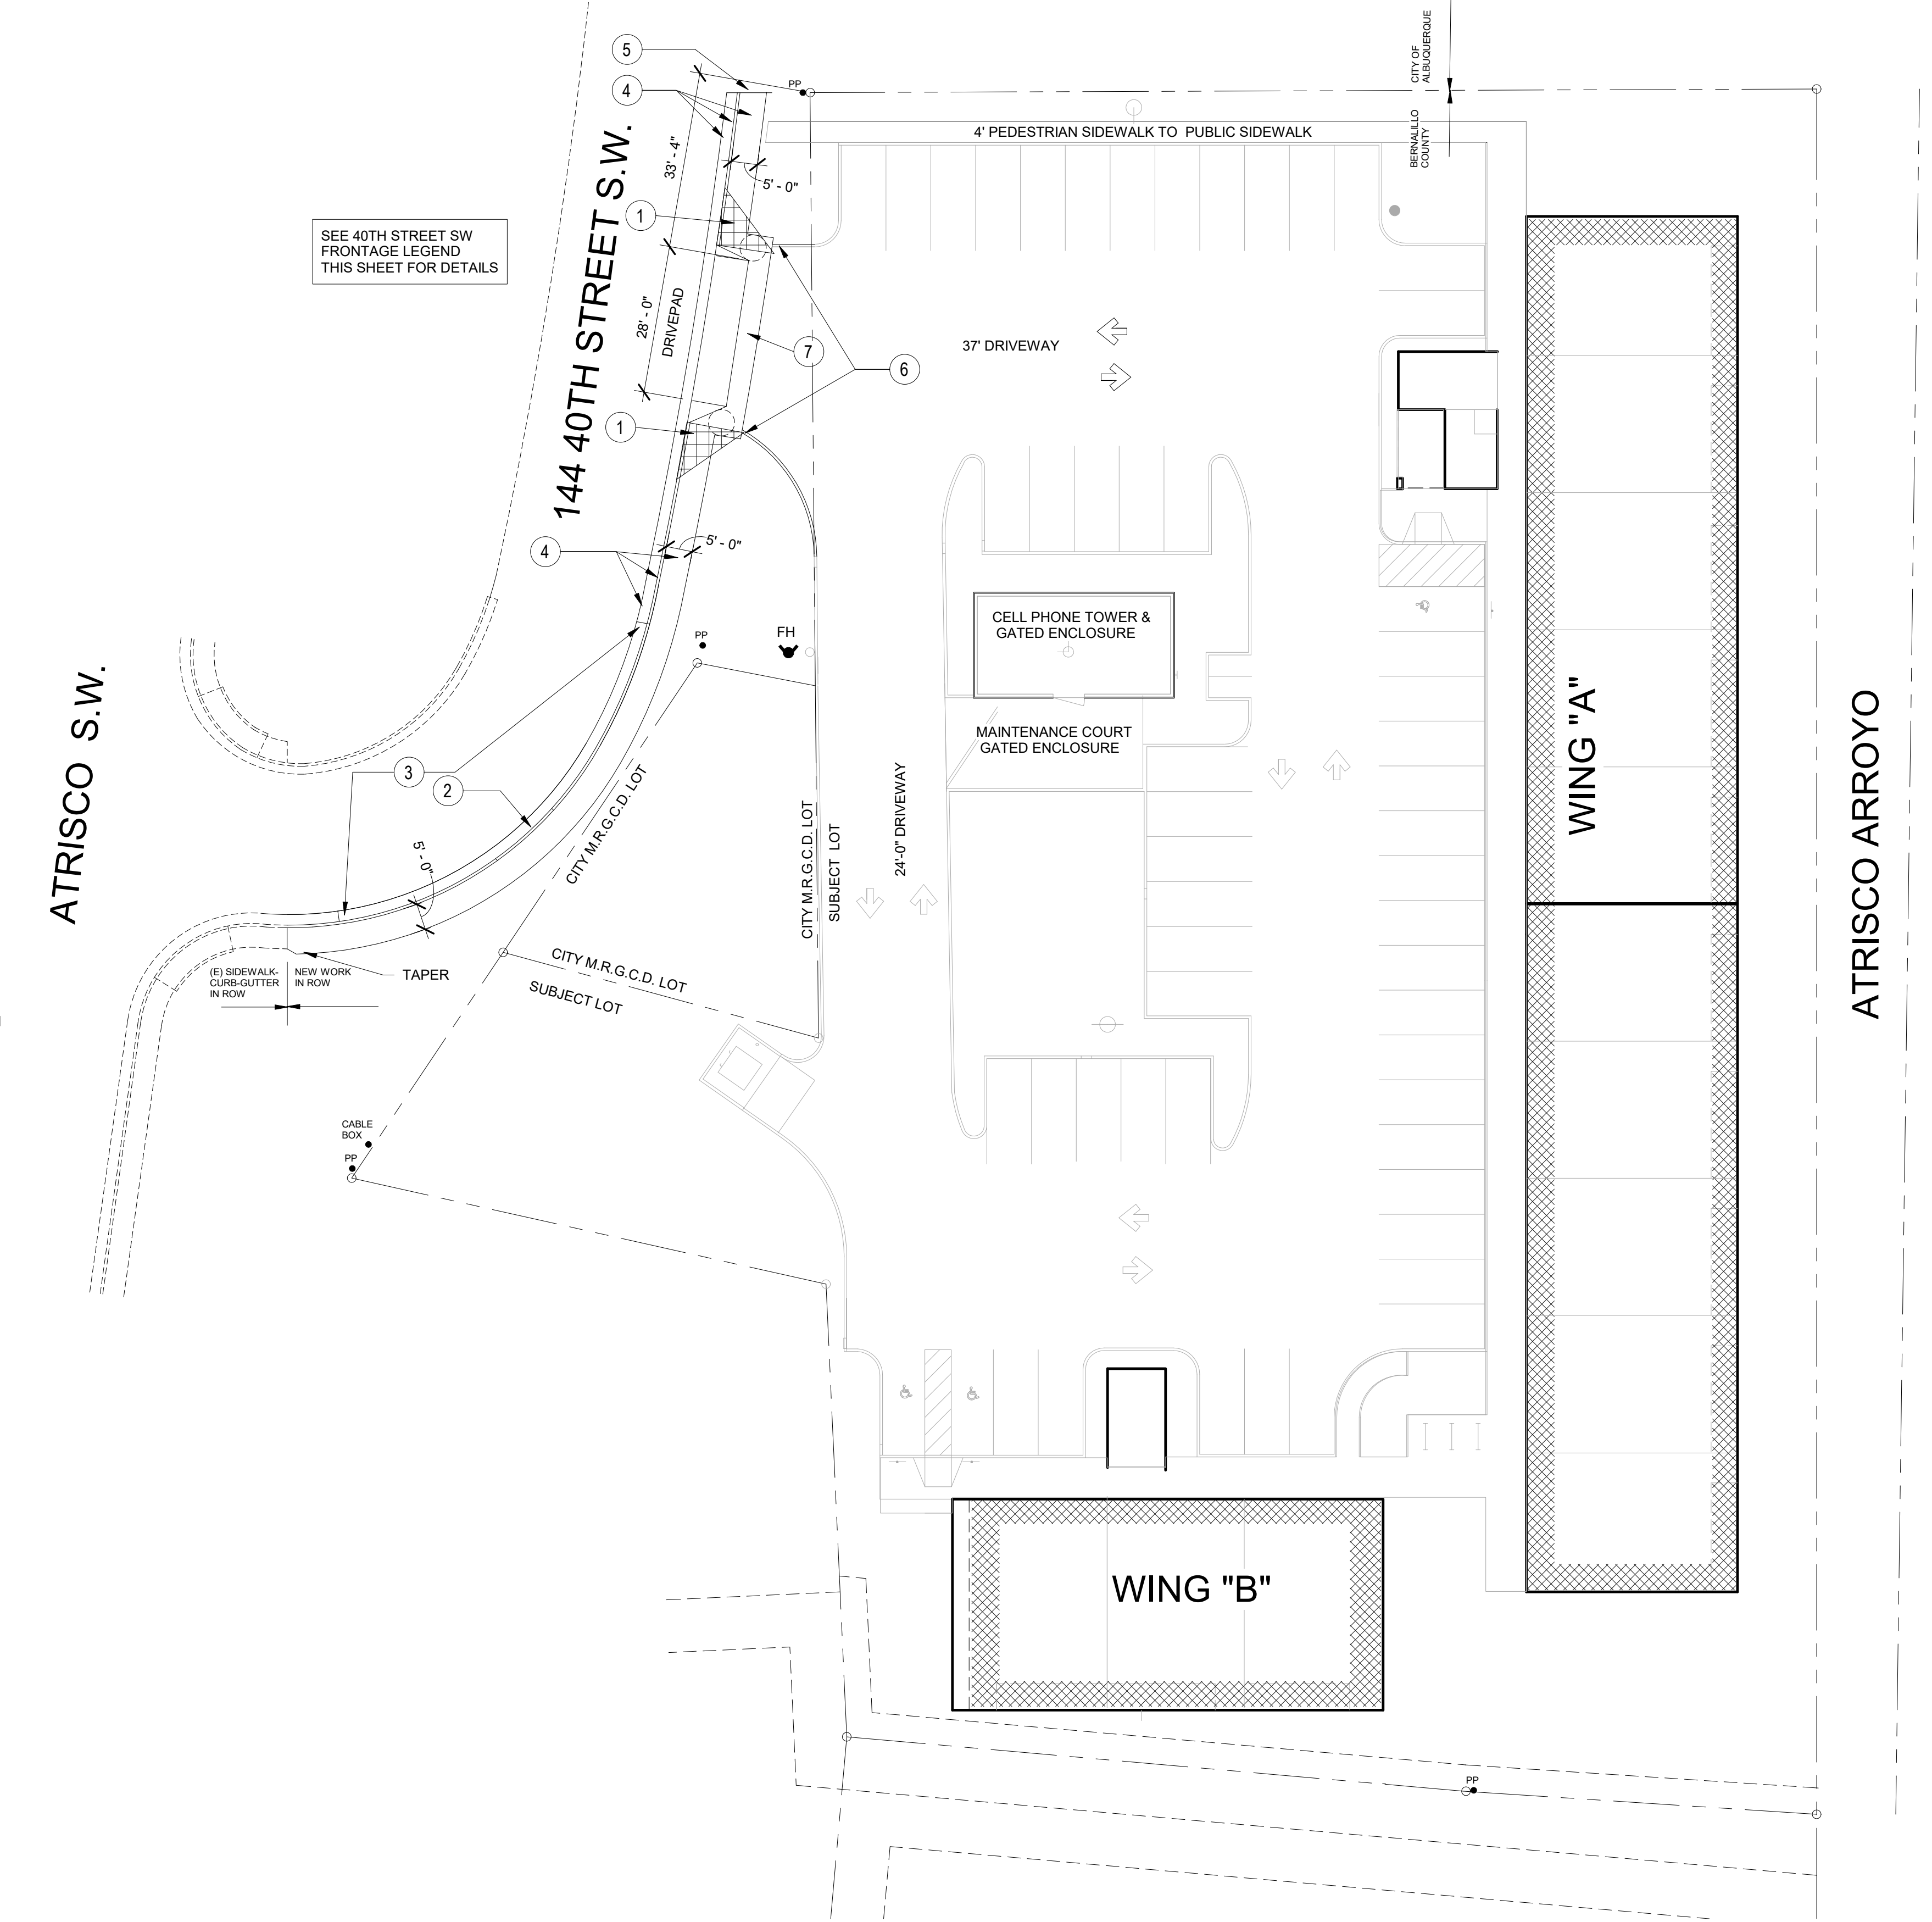 CITY OF
ALBUQUERQUE
BERNALILLO
COUNTY
5
4
PP
4' PEDESTRIAN SIDEWALK TO PUBLIC SIDEWALK
33' - 4"
5' - 0"
1
144 40TH STREET S.W.
SEE 40TH STREET SW
FRONTAGE LEGEND
THIS SHEET FOR DETAILS
28' - 0"
DRIVEPAD
7
6
37' DRIVEWAY
1
4
5' - 0"
PP
FH
CELL PHONE TOWER &
GATED ENCLOSURE
MAINTENANCE COURT
GATED ENCLOSURE
WING "A"
ATRISCO ARROYO
ATRISCO S.W.
3
2
5' - 0"
CITY M.R.G.C.D. LOT
CITY M.R.G.C.D. LOT
SUBJECT LOT
24'-0" DRIVEWAY
(E) SIDEWALK-
CURB-GUTTER
IN ROW
NEW WORK
IN ROW
TAPER
CITY M.R.G.C.D. LOT
SUBJECT LOT
CABLE
BOX
PP
WING "B"
PP